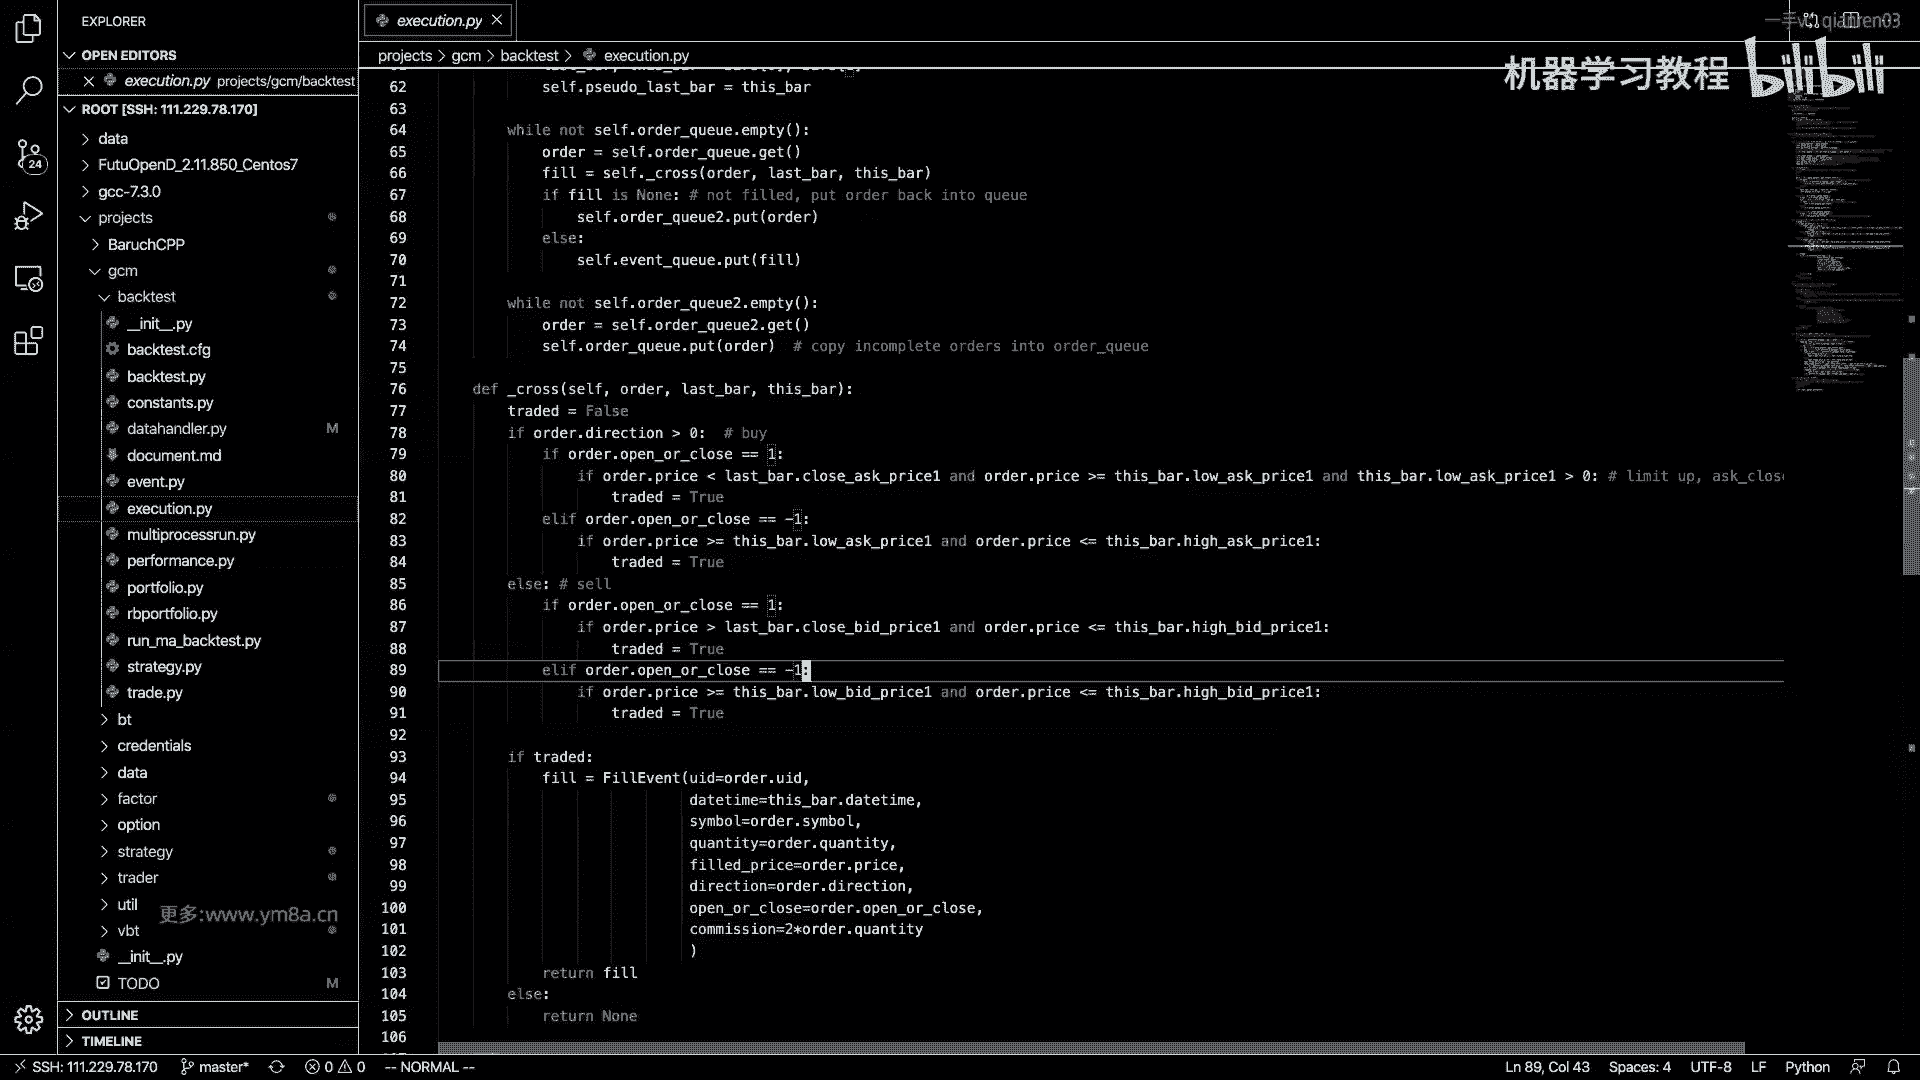 EXPLORER
OPEN EDITORS
execution.py projects/gcm/backtest
ROOT [SSH: 111.229.78.170]
data
FutuOpenD_2.11.850_Centos7
gcc-7.3.0
projects
BaruchCPP
gcm
backtest
__init__.py
backtest.cfg
backtest.py
constants.py
datahandler.py M
document.md
event.py
execution.py
multiprocessrun.py
performance.py
portfolio.py
rbportfolio.py
run_ma_backtest.py
strategy.py
trade.py
bt
credentials
data
factor
option
strategy
trader
util
更多:www.ym8a.cn
vbt
__init__.py
TODO M
OUTLINE
TIMELINE
24
execution.py
qianren03
机器学习教程 bilibili
projects > gcm > backtest > execution.py
62 self.pseudo_last_bar = this_bar
63
64 while not self.order_queue.empty():
65 order = self.order_queue.get()
66 fill = self._cross(order, last_bar, this_bar)
67 if fill is None: # not filled, put order back into queue
68 self.order_queue2.put(order)
69 else:
70 self.event_queue.put(fill)
71
72 while not self.order_queue2.empty():
73 order = self.order_queue2.get()
74 self.order_queue.put(order)  # copy incomplete orders into order_queue
75
76 def _cross(self, order, last_bar, this_bar):
77 traded = False
78 if order.direction > 0:  # buy
79 if order.open_or_close == 1:
80 if order.price < last_bar.close_ask_price1 and order.price >= this_bar.low_ask_price1 and this_bar.low_ask_price1 > 0: # limit up, ask_close
81 traded = True
82 elif order.open_or_close == -1:
83 if order.price >= this_bar.low_ask_price1 and order.price <= this_bar.high_ask_price1:
84 traded = True
85 else: # sell
86 if order.open_or_close == 1:
87 if order.price > last_bar.close_bid_price1 and order.price <= this_bar.high_bid_price1:
88 traded = True
89 elif order.open_or_close == -1:
90 if order.price >= this_bar.low_bid_price1 and order.price <= this_bar.high_bid_price1:
91 traded = True
92
93 if traded:
94 fill = FillEvent(uid=order.uid,
95 datetime=this_bar.datetime,
96 symbol=order.symbol,
97 quantity=order.quantity,
98 filled_price=order.price,
99 direction=order.direction,
100 open_or_close=order.open_or_close,
101 commission=2*order.quantity
102 )
103 return fill
104 else:
105 return None
106
SSH: 111.229.78.170 master* 0 0 -- NORMAL -- Ln 89, Col 43 Spaces: 4 UTF-8 LF Python